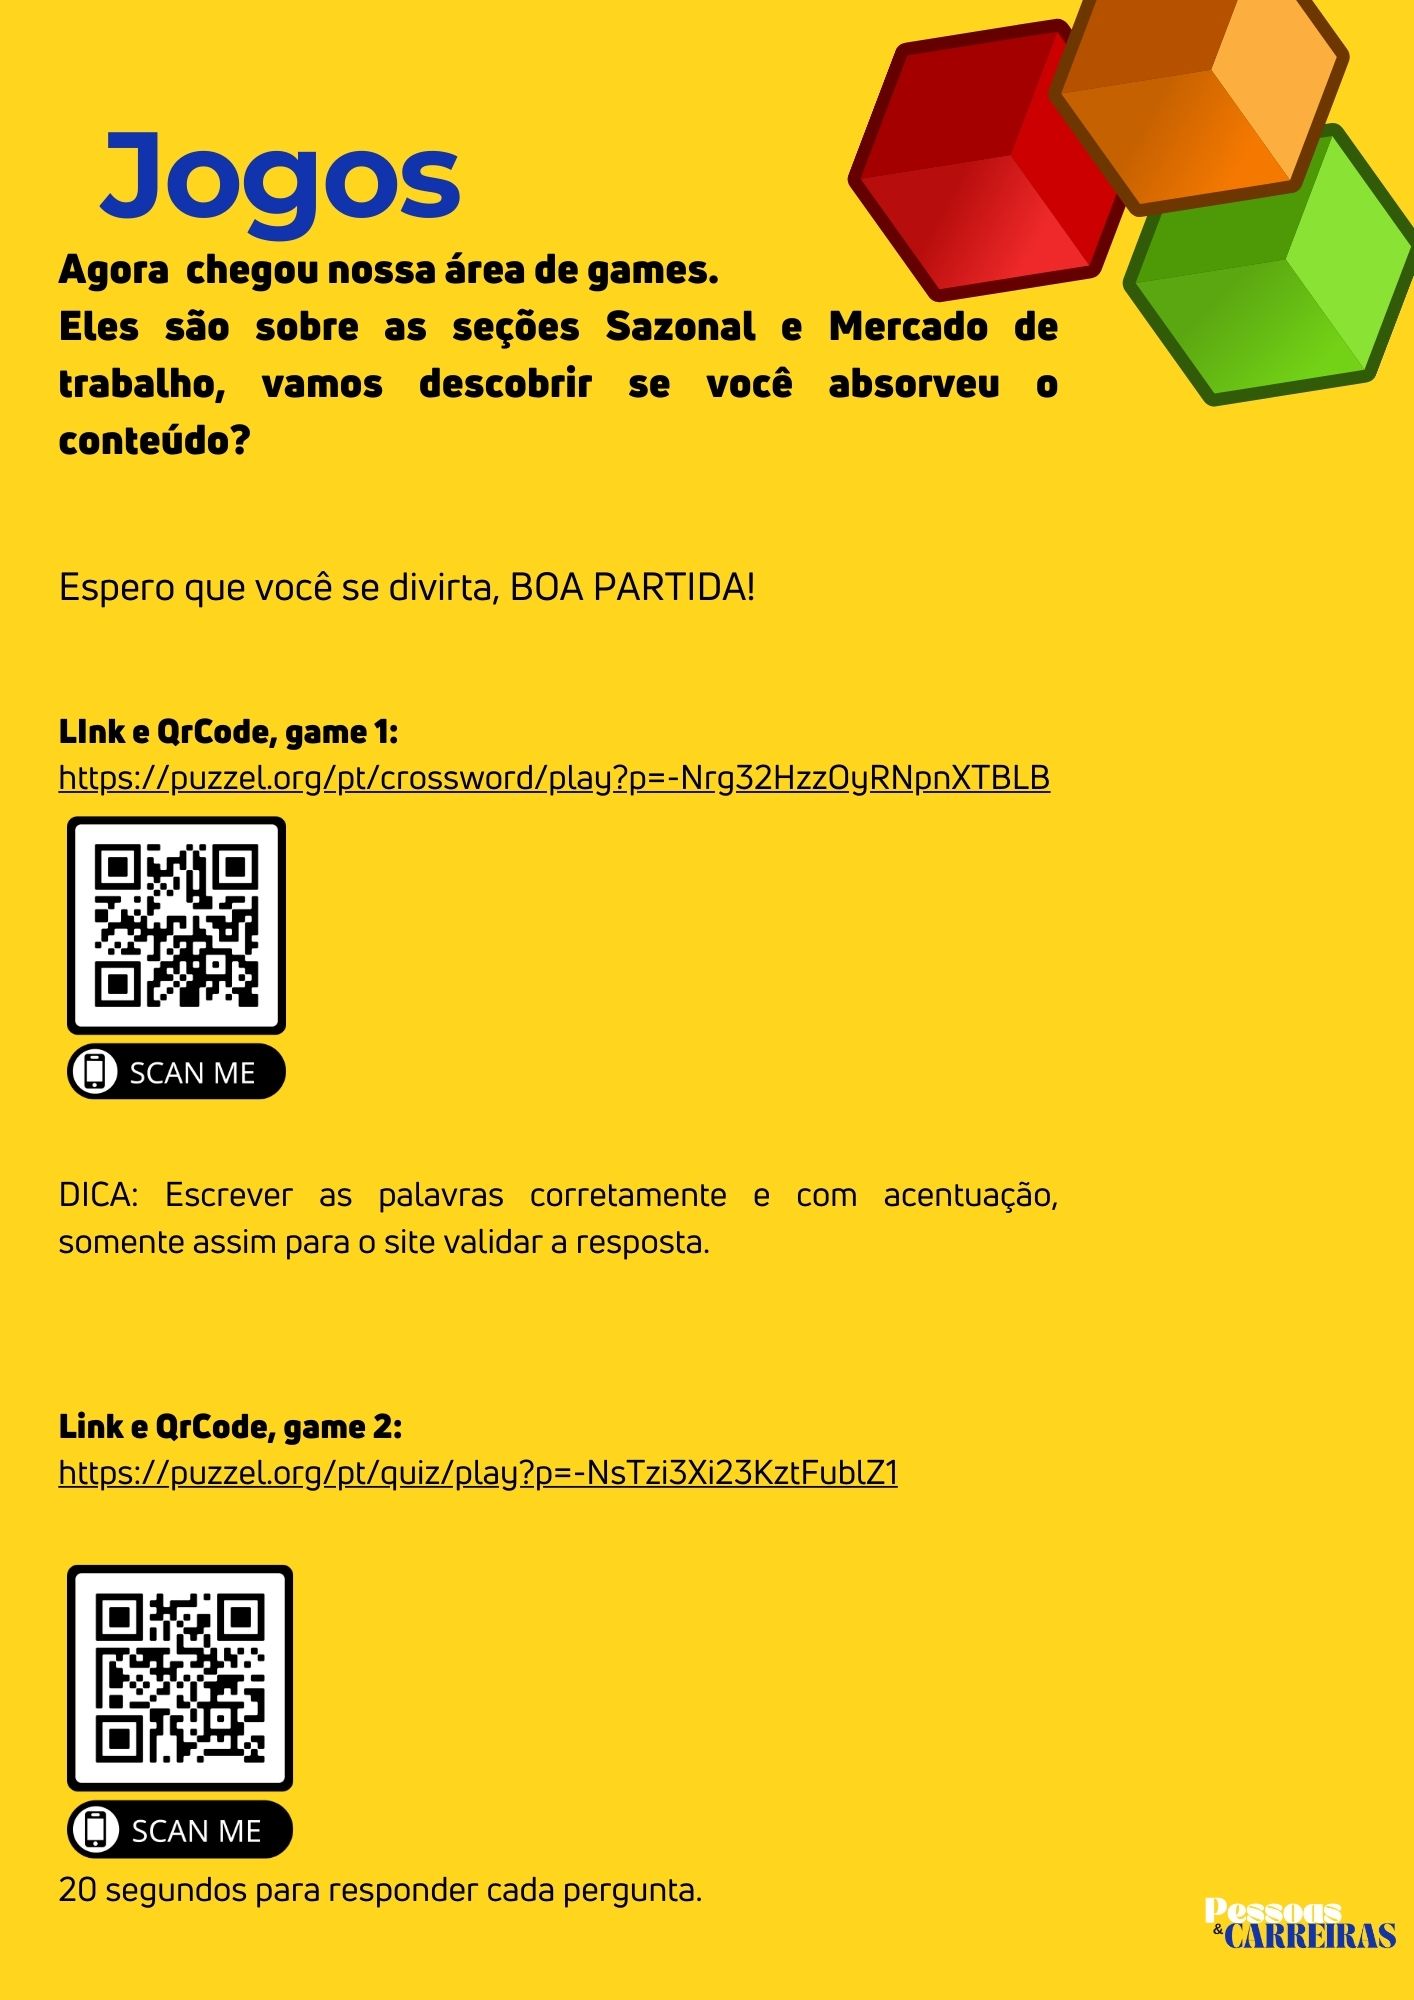 Jogos
Agora chegou nossa área de games.
Eles são sobre as seções Sazonal e Mercado de
trabalho, vamos descobrir se você absorveu o
conteúdo?
Espero que você se divirta, BOA PARTIDA!
LInk e QrCode, game 1:
https://puzzel.org/pt/crossword/play?p=-Nrg32HzzOyRNpnXTBLB
SCAN ME
DICA: Escrever as palavras corretamente e com acentuação,
somente assim para o site validar a resposta.
Link e QrCode, game 2:
https://puzzel.org/pt/quiz/play?p=-NsTzi3Xi23KztFublZ1
SCAN ME
20 segundos para responder cada pergunta.
Pessoas
&CARREIRAS